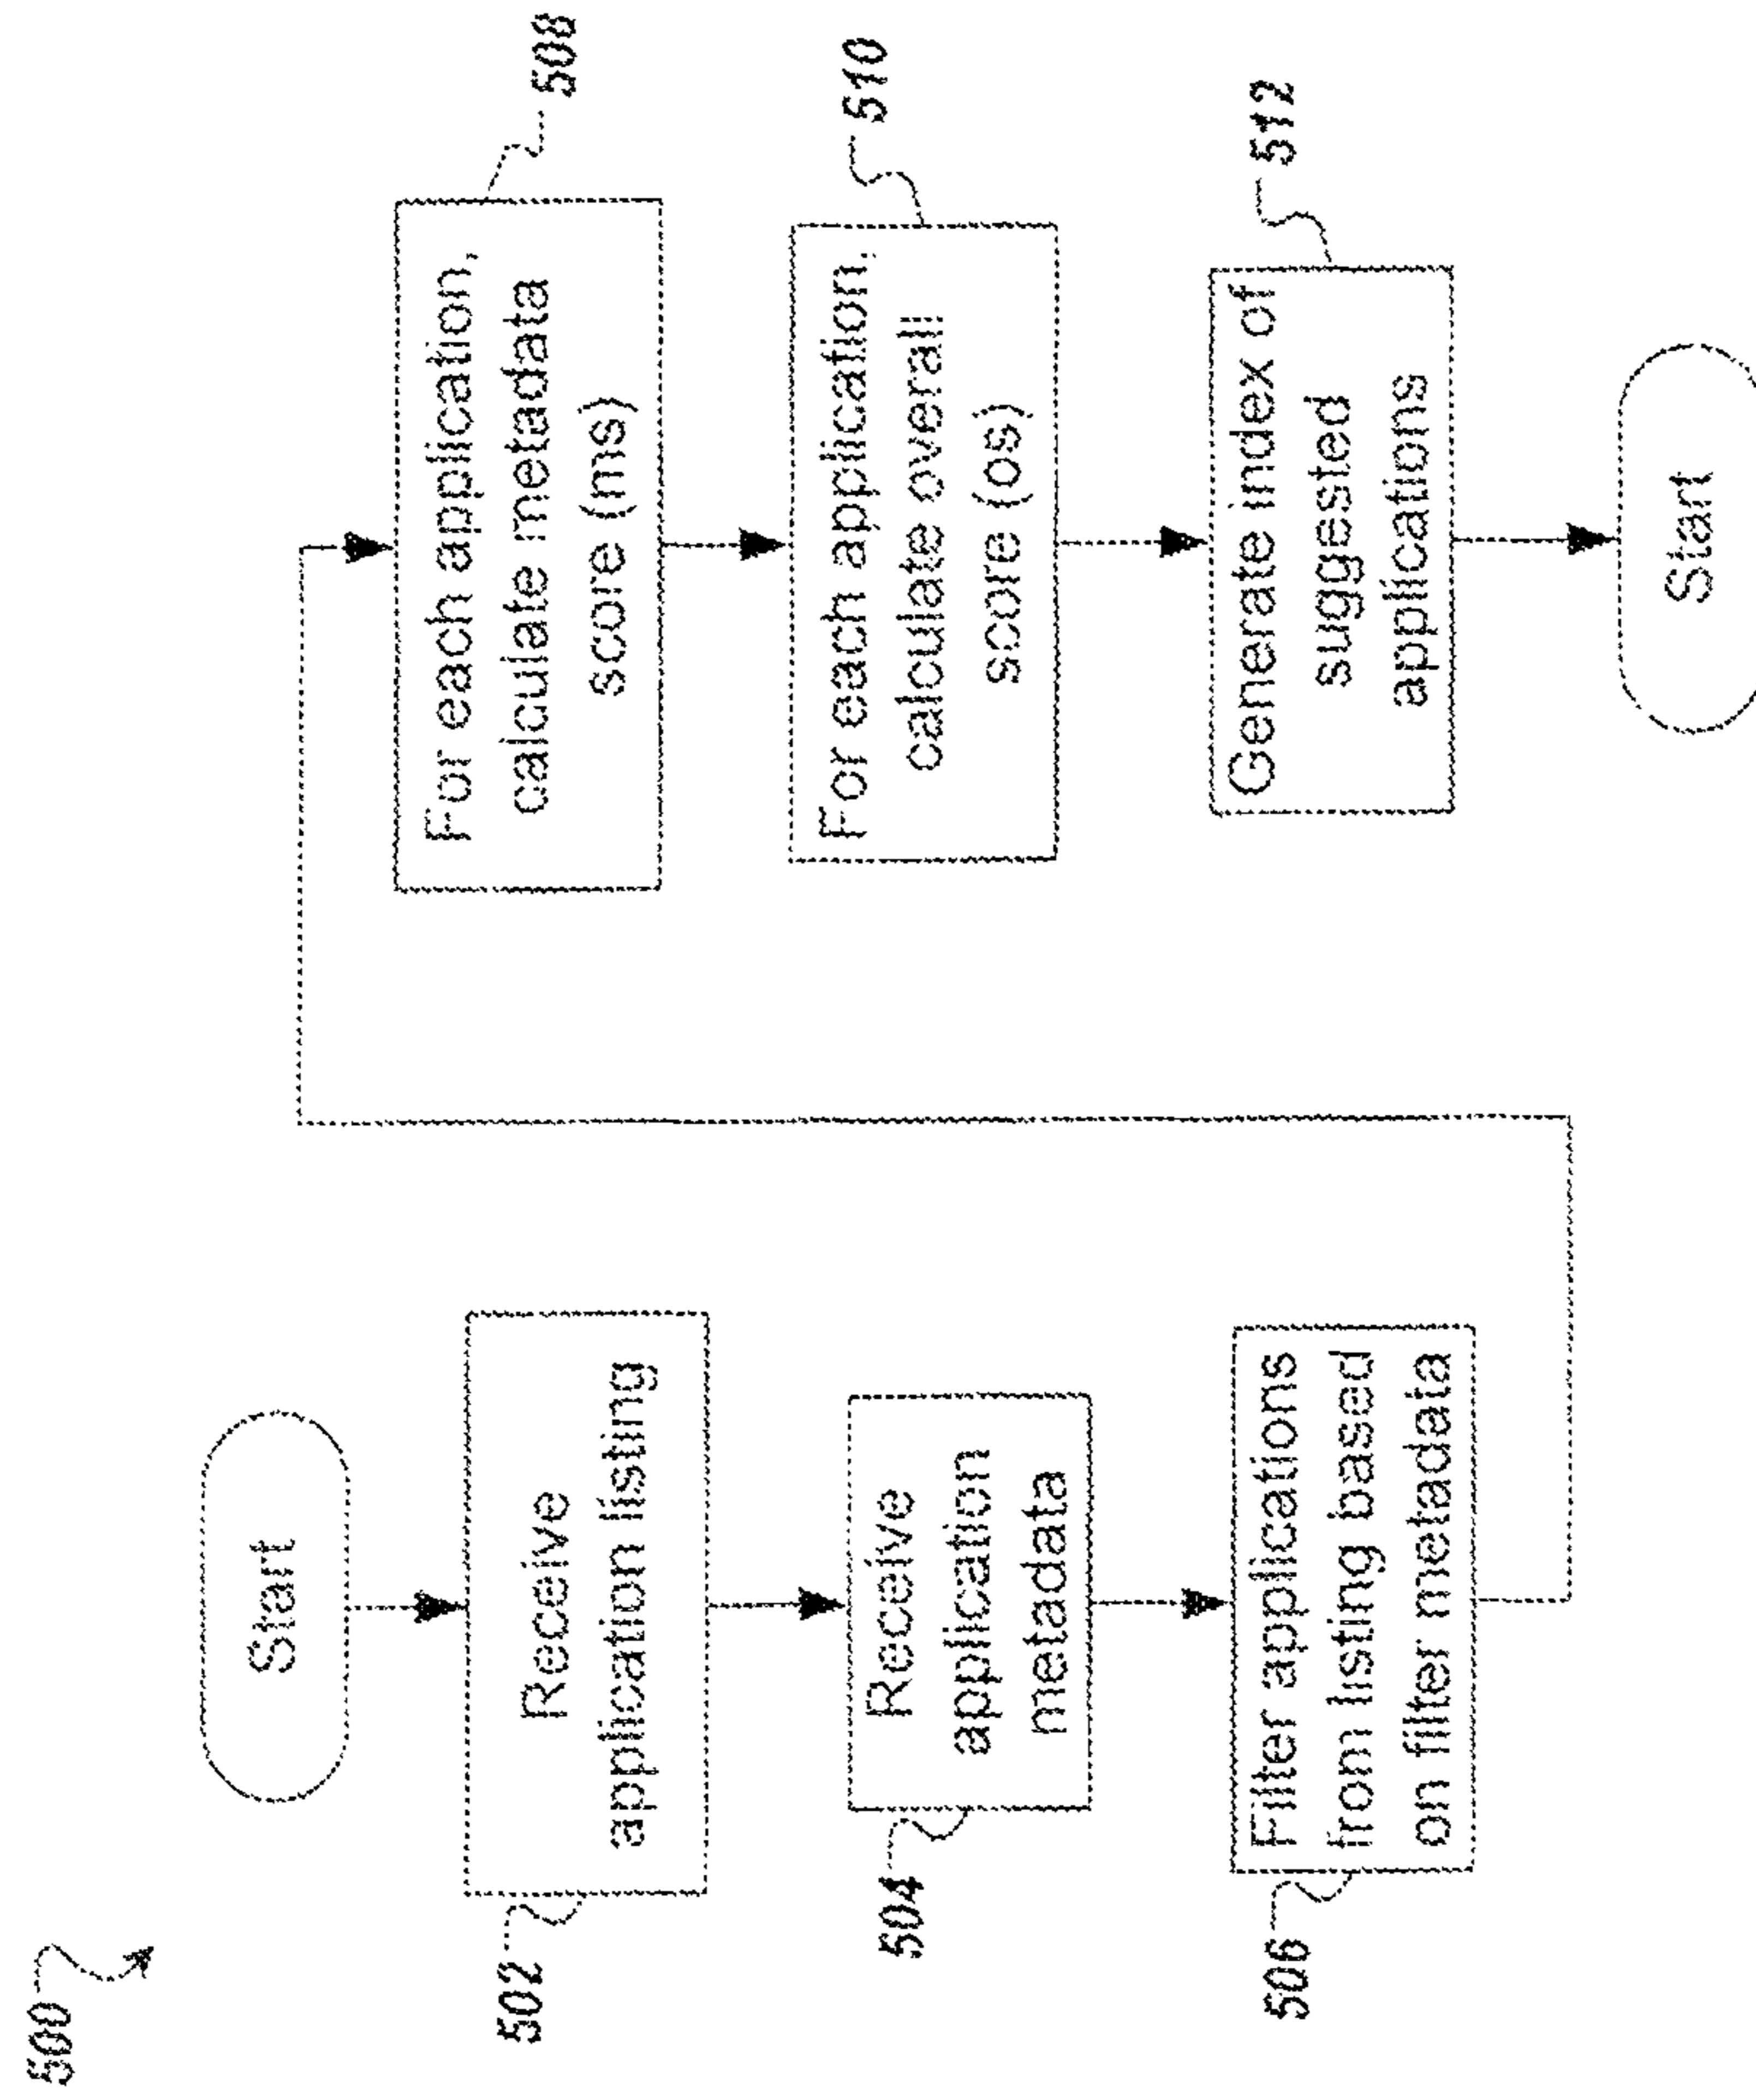 500
Start
502
Receive
application listing
504
Receive
application
metadata
506
Filter applications
from listing based
on filter metadata
For each application,
calculate metadata
score (ms)
508
For each application,
calculate overall
score (os)
510
Generate index of
suggested
applications
512
Start